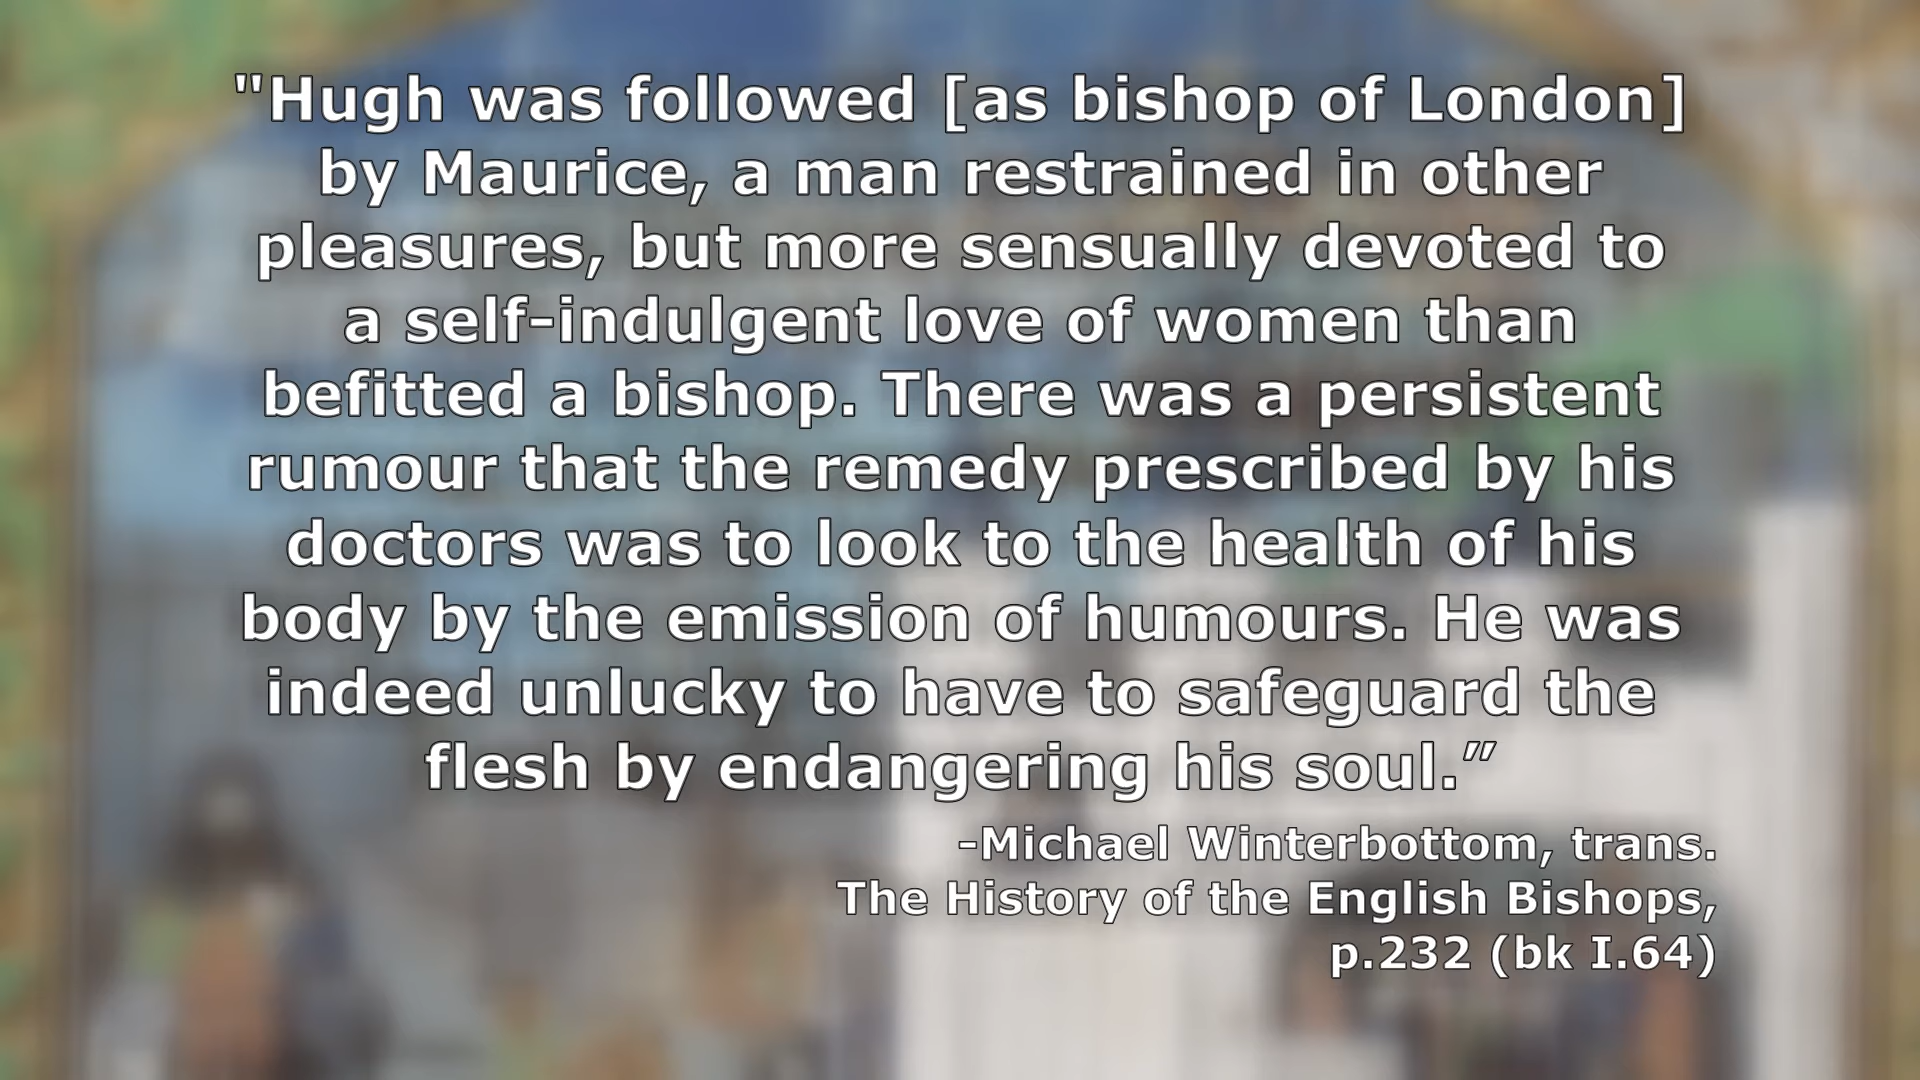 "Hugh was followed [as bishop of London]
by Maurice, a man restrained in other
pleasures, but more sensually devoted to
a self-indulgent love of women than
befitted a bishop. There was a persistent
rumour that the remedy prescribed by his
doctors was to look to the health of his
body by the emission of humours. He was
indeed unlucky to have to safeguard the
flesh by endangering his soul.”
-Michael Winterbottom, trans.
The History of the English Bishops,
p.232 (bk I.64)